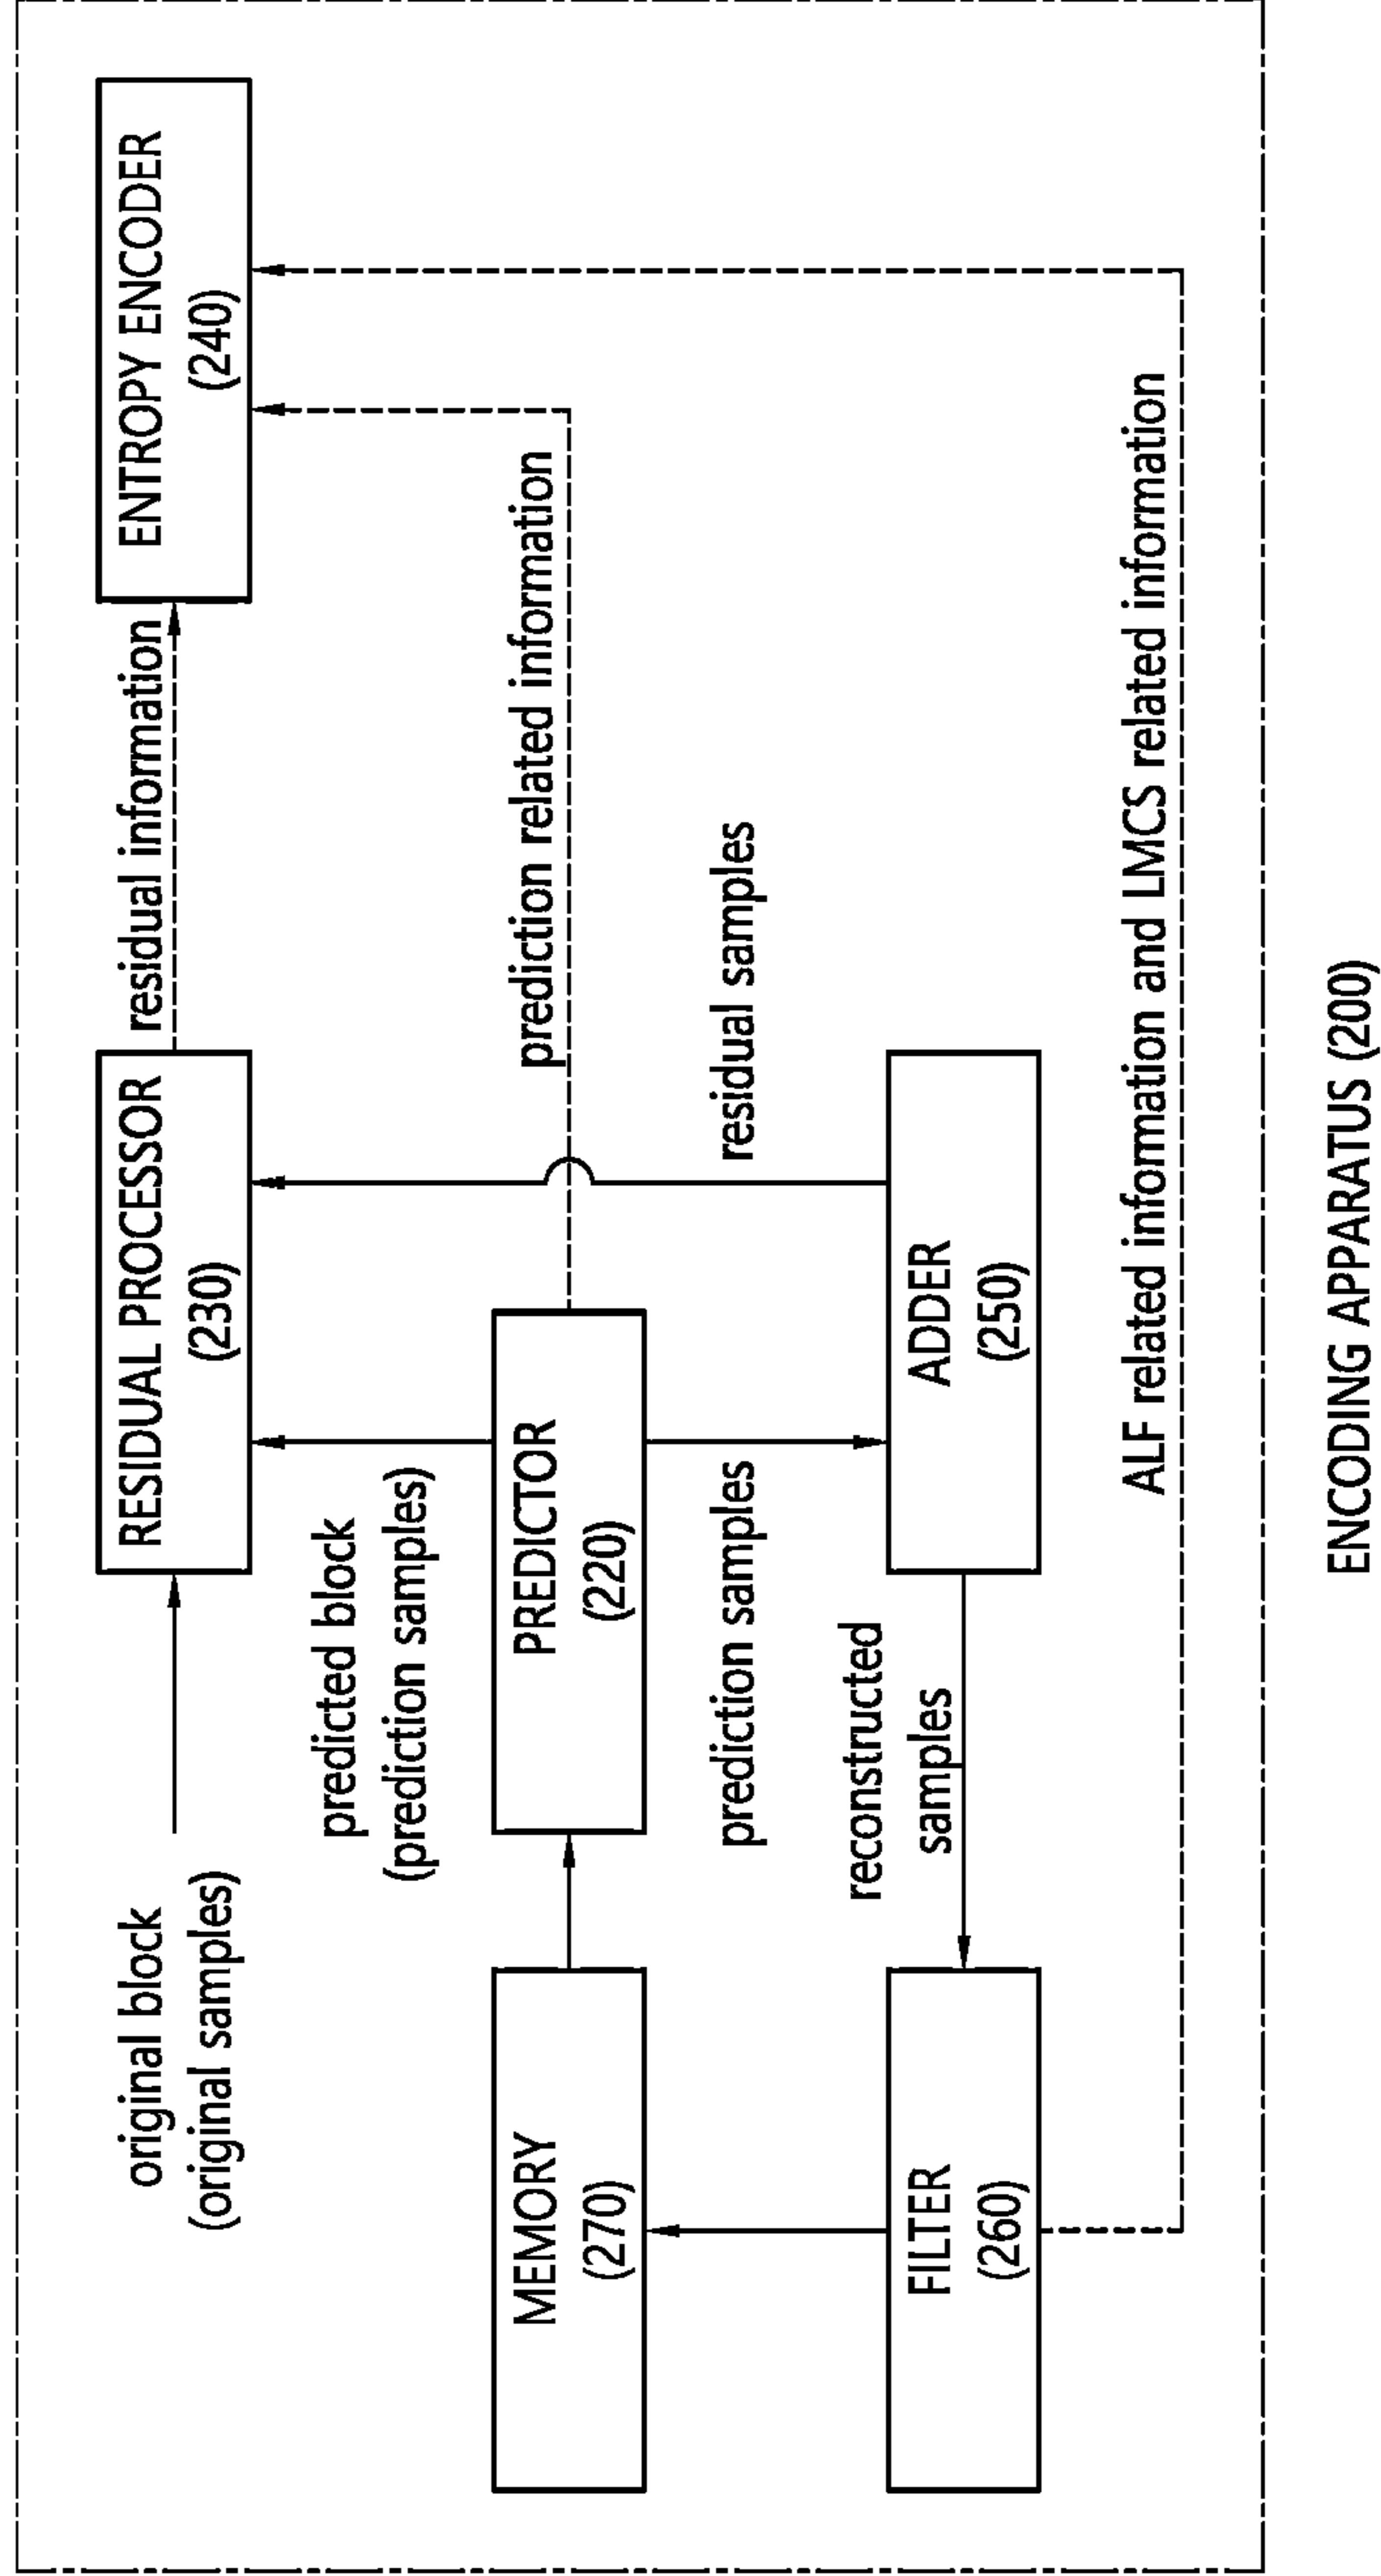 original block
(original samples)
RESIDUAL PROCESSOR
(230)
residual information
ENTROPY ENCODER
(240)
predicted block
(prediction samples)
MEMORY
(270)
PREDICTOR
(220)
prediction related information
prediction samples
residual samples
reconstructed
samples
FILTER
(260)
ADDER
(250)
ALF related information and LMCS related information
ENCODING APPARATUS (200)